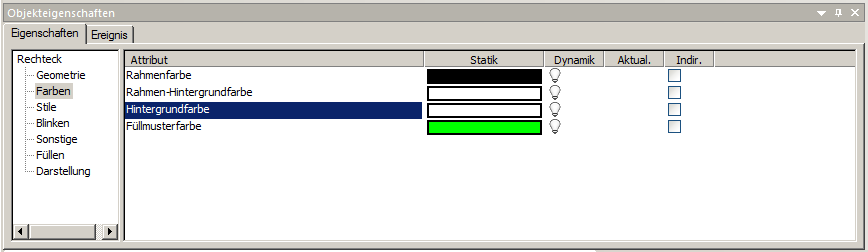 Objekteigenschaften
Eigenschaften Ereignis
Rechteck
Geometrie
Farben
Stile
Blinken
Sonstige
Füllen
Darstellung
Attribut Statik Dynamik Aktual. Indir.
Rahmenfarbe
Rahmen-Hintergrundfarbe
Hintergrundfarbe
Füllmusterfarbe